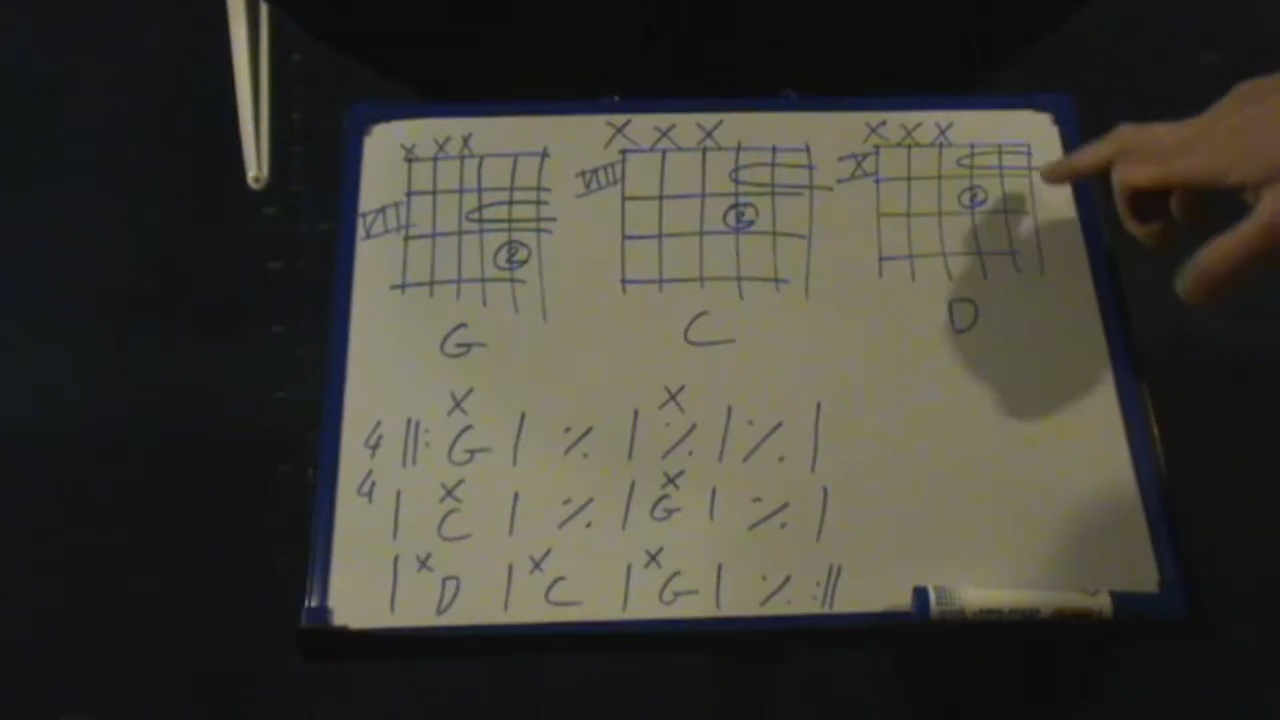 X X X X X X X X X
VII VIII X
2 2 2
G C D
X X
4 ||: G | ٪ | ٪ | ٪ |
4 X X
| C | ٪ | G | ٪ |
X X X
| D | C | G | ٪ :||